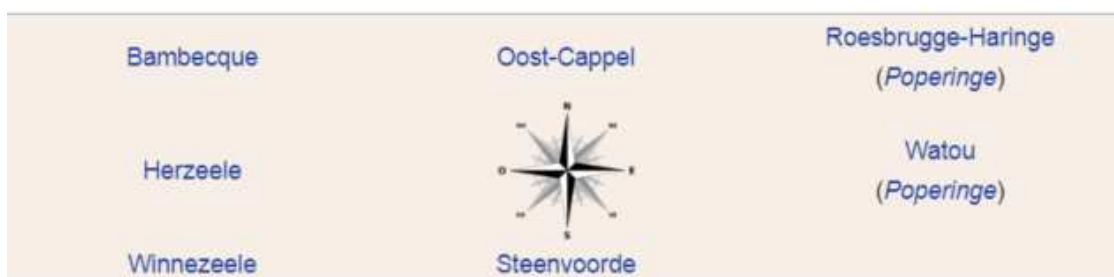 Bambecque Oost-Cappel Roesbrugge-Haringe
(Poperinge)
N
Herzeele O E Watou
(Poperinge)
S
Winnezeele Steenvoorde